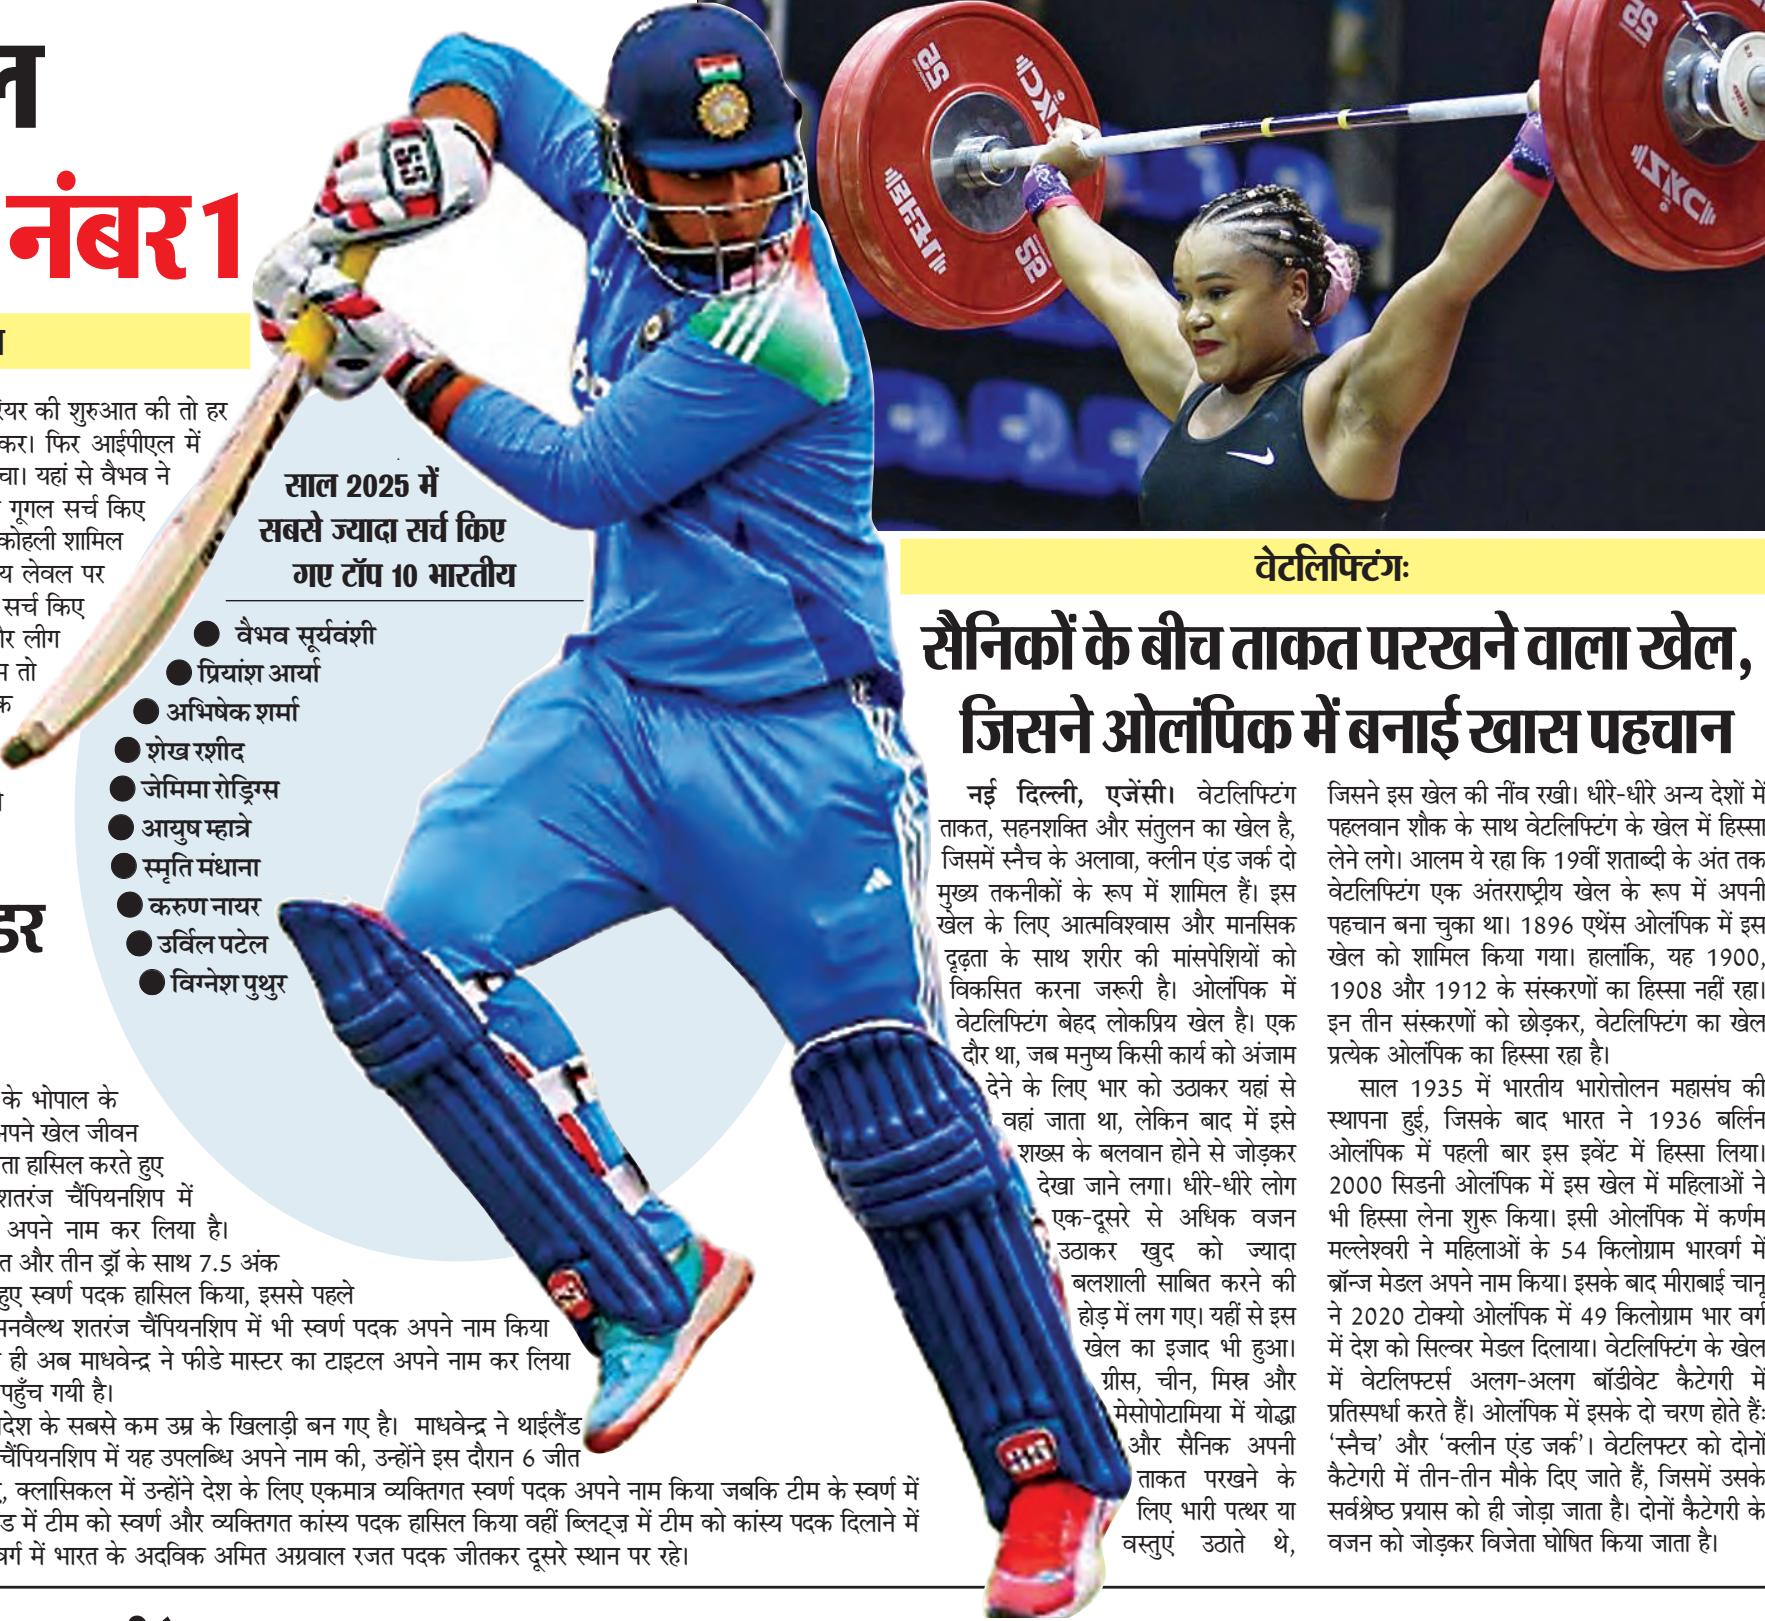 ल
नंबर 1
की शुरुआत की तो हर
कर। फिर आईपीएल में
यहां से वैभव ने
गूगल सर्च किए
कोहली शामिल
लेवल पर
सर्च किए
लीग
तो
साल 2025 में
सबसे ज्यादा सर्च किए
गए टॉप 10 भारतीय
● वैभव सूर्यवंशी
● प्रियांश आर्या
● अभिषेक शर्मा
● शेख रशीद
● जेमिमा रोड्रिग्स
● आयुष म्हात्रे
● स्मृति मंधाना
● करुण नायर
● उर्विल पटेल
● विग्नेश पुथुर
डर
के भोपाल के
अपने खेल जीवन
हासिल करते हुए
शतरंज चैंपियनशिप में
अपने नाम कर लिया है।
और तीन ड्रॉ के साथ 7.5 अंक
हुए स्वर्ण पदक हासिल किया, इससे पहले
शतरंज चैंपियनशिप में भी स्वर्ण पदक अपने नाम किया
ही अब माधवेन्द्र ने फीडे मास्टर का टाइटल अपने नाम कर लिया
पहुँच गयी है।
के सबसे कम उम्र के खिलाड़ी बन गए है। माधवेन्द्र ने थाईलैंड
चैंपियनशिप में यह उपलब्धि अपने नाम की, उन्होंने इस दौरान 6 जीत
क्लासिकल में उन्होंने देश के लिए एकमात्र व्यक्तिगत स्वर्ण पदक अपने नाम किया जबकि टीम के स्वर्ण में
में टीम को स्वर्ण और व्यक्तिगत कांस्य पदक हासिल किया वहीं ब्लिट्ज़ में टीम को कांस्य पदक दिलाने में
वर्ग में भारत के अदविक अमित अग्रवाल रजत पदक जीतकर दूसरे स्थान पर रहे।
SS
25
ZKC
25
ZKC
वेटलिफ्टिंगः
सैनिकों के बीच ताकत परखने वाला खेल,
जिसने ओलंपिक में बनाई खास पहचान
नई दिल्ली, एजेंसी। वेटलिफ्टिंग
ताकत, सहनशक्ति और संतुलन का खेल है,
जिसमें स्नैच के अलावा, क्लीन एंड जर्क दो
मुख्य तकनीकों के रूप में शामिल हैं। इस
खेल के लिए आत्मविश्वास और मानसिक
दृढ़ता के साथ शरीर की मांसपेशियों को
विकसित करना जरूरी है। ओलंपिक में
वेटलिफ्टिंग बेहद लोकप्रिय खेल है। एक
दौर था, जब मनुष्य किसी कार्य को अंजाम
देने के लिए भार को उठाकर यहां से
वहां जाता था, लेकिन बाद में इसे
शख्स के बलवान होने से जोड़कर
देखा जाने लगा। धीरे-धीरे लोग
एक-दूसरे से अधिक वजन
उठाकर खुद को ज्यादा
बलशाली साबित करने की
होड़ में लग गए। यहीं से इस
खेल का इजाद भी हुआ।
ग्रीस, चीन, मिस्र और
मेसोपोटामिया में योद्धा
और सैनिक अपनी
ताकत परखने के
लिए भारी पत्थर या
वस्तुएं उठाते थे,
जिसने इस खेल की नींव रखी। धीरे-धीरे अन्य देशों में
पहलवान शौक के साथ वेटलिफ्टिंग के खेल में हिस्सा
लेने लगे। आलम ये रहा कि 19वीं शताब्दी के अंत तक
वेटलिफ्टिंग एक अंतरराष्ट्रीय खेल के रूप में अपनी
पहचान बना चुका था। 1896 एथेंस ओलंपिक में इस
खेल को शामिल किया गया। हालांकि, यह 1900,
1908 और 1912 के संस्करणों का हिस्सा नहीं रहा।
इन तीन संस्करणों को छोड़कर, वेटलिफ्टिंग का खेल
प्रत्येक ओलंपिक का हिस्सा रहा है।
साल 1935 में भारतीय भारोत्तोलन महासंघ की
स्थापना हुई, जिसके बाद भारत ने 1936 बर्लिन
ओलंपिक में पहली बार इस इवेंट में हिस्सा लिया।
2000 सिडनी ओलंपिक में इस खेल में महिलाओं ने
भी हिस्सा लेना शुरू किया। इसी ओलंपिक में कर्णम
मल्लेश्वरी ने महिलाओं के 54 किलोग्राम भारवर्ग में
ब्रॉन्ज मेडल अपने नाम किया। इसके बाद मीराबाई चानू
ने 2020 टोक्यो ओलंपिक में 49 किलोग्राम भार वर्ग
में देश को सिल्वर मेडल दिलाया। वेटलिफ्टिंग के खेल
में वेटलिफ्टर्स अलग-अलग बॉडीवेट कैटेगरी में
प्रतिस्पर्धा करते हैं। ओलंपिक में इसके दो चरण होते हैंः
‘स्नैच’ और ‘क्लीन एंड जर्क’। वेटलिफ्टर को दोनों
कैटेगरी में तीन-तीन मौके दिए जाते हैं, जिसमें उसके
सर्वश्रेष्ठ प्रयास को ही जोड़ा जाता है। दोनों कैटेगरी के
वजन को जोड़कर विजेता घोषित किया जाता है।